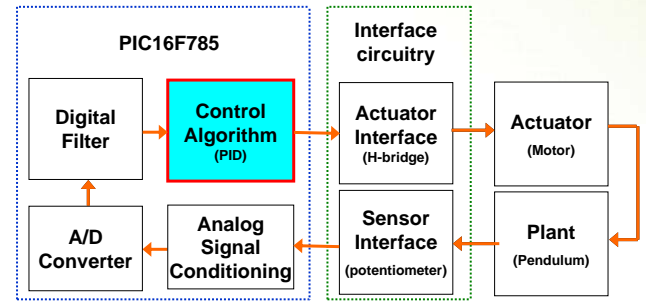 PIC16F785
Interface
circuitry
Digital
Filter
Control
Algorithm
(PID)
Actuator
Interface
(H-bridge)
Actuator
(Motor)
A/D
Converter
Analog
Signal
Conditioning
Sensor
Interface
(potentiometer)
Plant
(Pendulum)